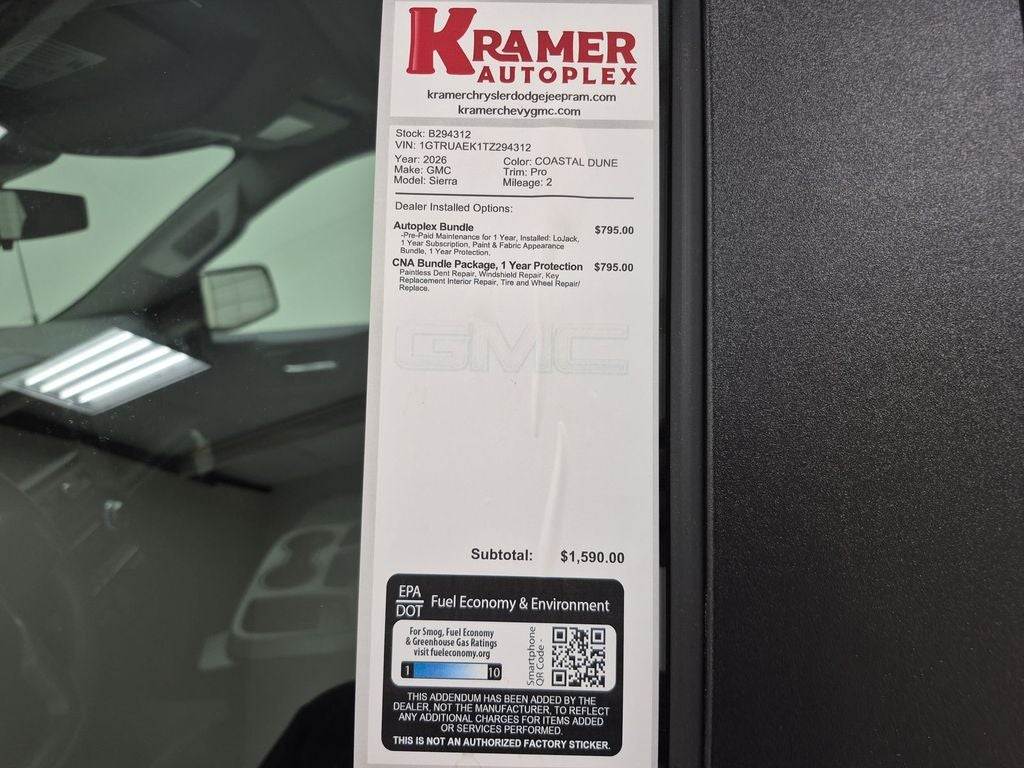 KRAMER
AUTOPLEX
kramerchryslerdodgejeepram.com
kramerchevygmc.com
Stock: B294312
VIN: 1GTRUAEK1TZ294312
Year: 2026 Color: COASTAL DUNE
Make: GMC Trim: Pro
Model: Sierra Mileage: 2
Dealer Installed Options:
Autoplex Bundle $795.00
-Pre-Paid Maintenance for 1 Year, Installed: LoJack,
1 Year Subscription, Paint & Fabric Appearance
Bundle, 1 Year Protection.
CNA Bundle Package, 1 Year Protection $795.00
Paintless Dent Repair, Windshield Repair, Key
Replacement Interior Repair, Tire and Wheel Repair/
Replace.
GMC
Subtotal: $1,590.00
EPA
DOT Fuel Economy & Environment
For Smog, Fuel Economy
& Greenhouse Gas Ratings
visit fueleconomy.org
1 10
Smartphone
QR Code -
THIS ADDENDUM HAS BEEN ADDED BY THE
DEALER, NOT THE MANUFACTURER, TO REFLECT
ANY ADDITIONAL CHARGES FOR ITEMS ADDED
OR SERVICES PERFORMED.
THIS IS NOT AN AUTHORIZED FACTORY STICKER.